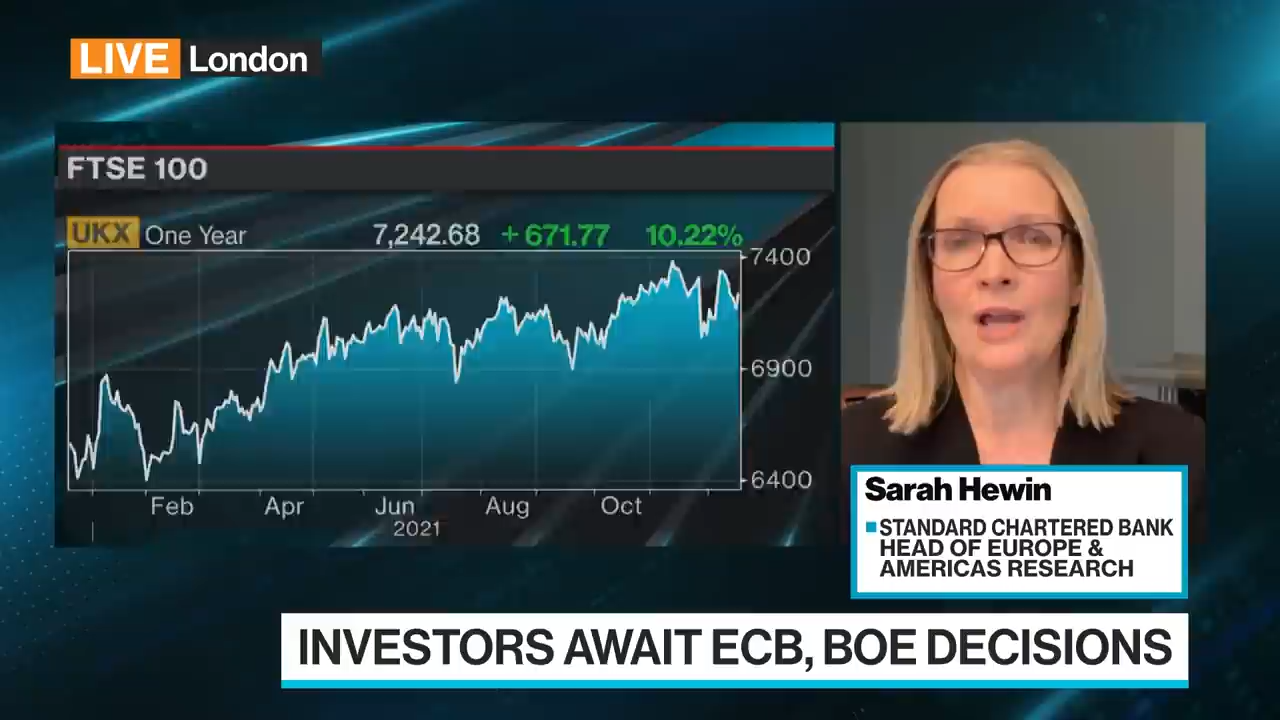 LIVE London
FTSE 100
UKX One Year 7,242.68 +671.77 10.22%
7400
6900
6400
Feb Apr Jun Aug Oct
2021
Sarah Hewin
STANDARD CHARTERED BANK
HEAD OF EUROPE &
AMERICAS RESEARCH
INVESTORS AWAIT ECB, BOE DECISIONS